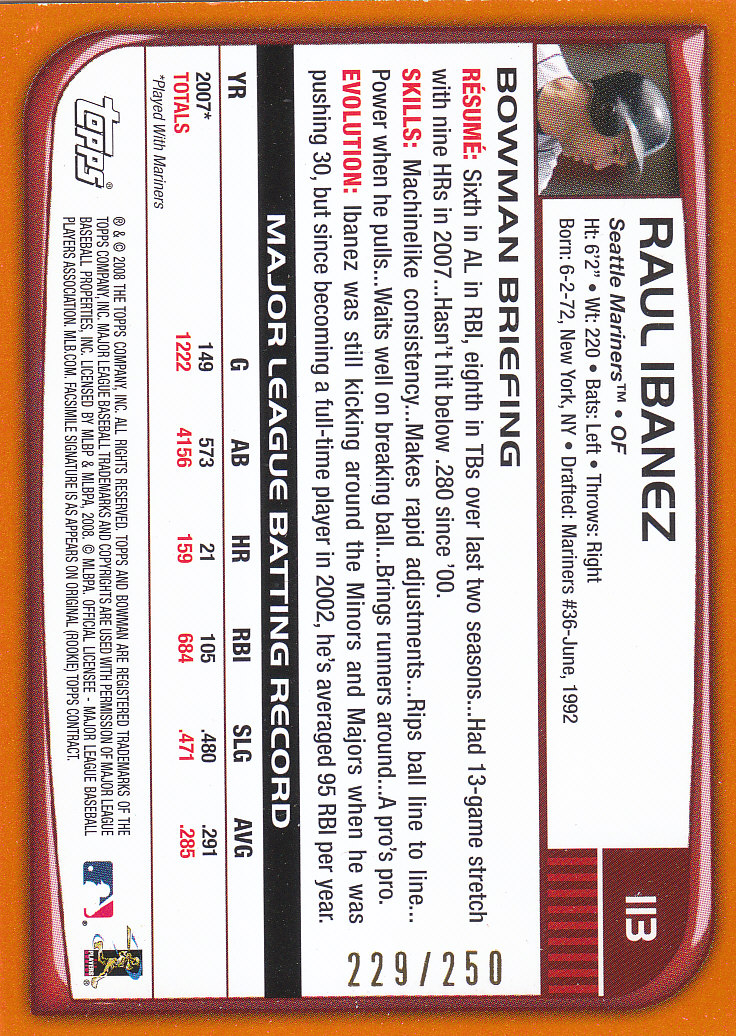 113
RAUL IBANEZ
Seattle Mariners™ • OF
Ht: 6'2" • Wt: 220 • Bats: Left • Throws: Right
Born: 6-2-72, New York, NY • Drafted: Mariners #36-June, 1992
BOWMAN BRIEFING
RÉSUMÉ: Sixth in AL in RBI, eighth in TBs over last two seasons...Had 13-game stretch
with nine HRs in 2007...Hasn't hit below .280 since '00.
SKILLS: Machinelike consistency...Makes rapid adjustments...Rips ball line to line...
Power when he pulls...Waits well on breaking ball...Brings runners around...A pro's pro.
EVOLUTION: Ibanez was still kicking around the Minors and Majors when he was
pushing 30, but since becoming a full-time player in 2002, he's averaged 95 RBI per year.
229/250
MAJOR LEAGUE BATTING RECORD
YR G AB HR RBI SLG AVG
2007* 149 573 21 105 .480 .291
TOTALS 1222 4156 159 684 .471 .285
*Played With Mariners
topps®
® & © 2008 THE TOPPS COMPANY, INC. ALL RIGHTS RESERVED. TOPPS AND BOWMAN ARE REGISTERED TRADEMARKS OF THE
TOPPS COMPANY, INC. MAJOR LEAGUE BASEBALL TRADEMARKS AND COPYRIGHTS ARE USED WITH PERMISSION OF MAJOR LEAGUE
BASEBALL PROPERTIES, INC. LICENSED BY MLBP & MLBPA, 2008. © MLBPA. OFFICIAL LICENSEE - MAJOR LEAGUE BASEBALL
PLAYERS ASSOCIATION. MLB.COM. FACSIMILE SIGNATURE IS AS APPEARS ON ORIGINAL (ROOKIE) TOPPS CONTRACT.